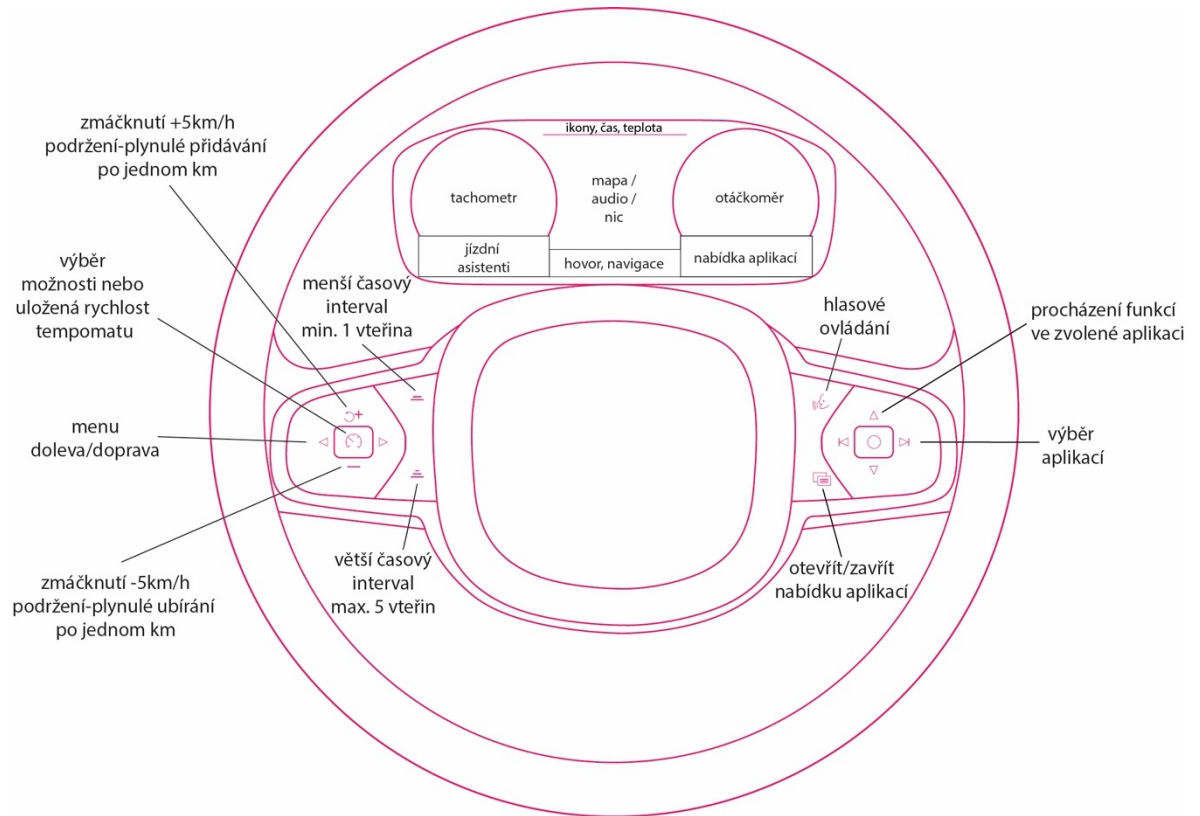 zmáčknutí +5km/h
podržení-plynulé přidávání
po jednom km
ikony, čas, teplota
tachometr
mapa /
audio /
nic
otáčkoměr
jízdní
asistenti
hovor, navigace
nabídka aplikací
výběr
možnosti nebo
uložená rychlost
tempomatu
menší časový
interval
min. 1 vteřina
hlasové
ovládání
procházení funkcí
ve zvolené aplikaci
menu
doleva/doprava
výběr
aplikací
zmáčknutí -5km/h
podržení-plynulé ubírání
po jednom km
větší časový
interval
max. 5 vteřin
otevřít/zavřít
nabídku aplikací